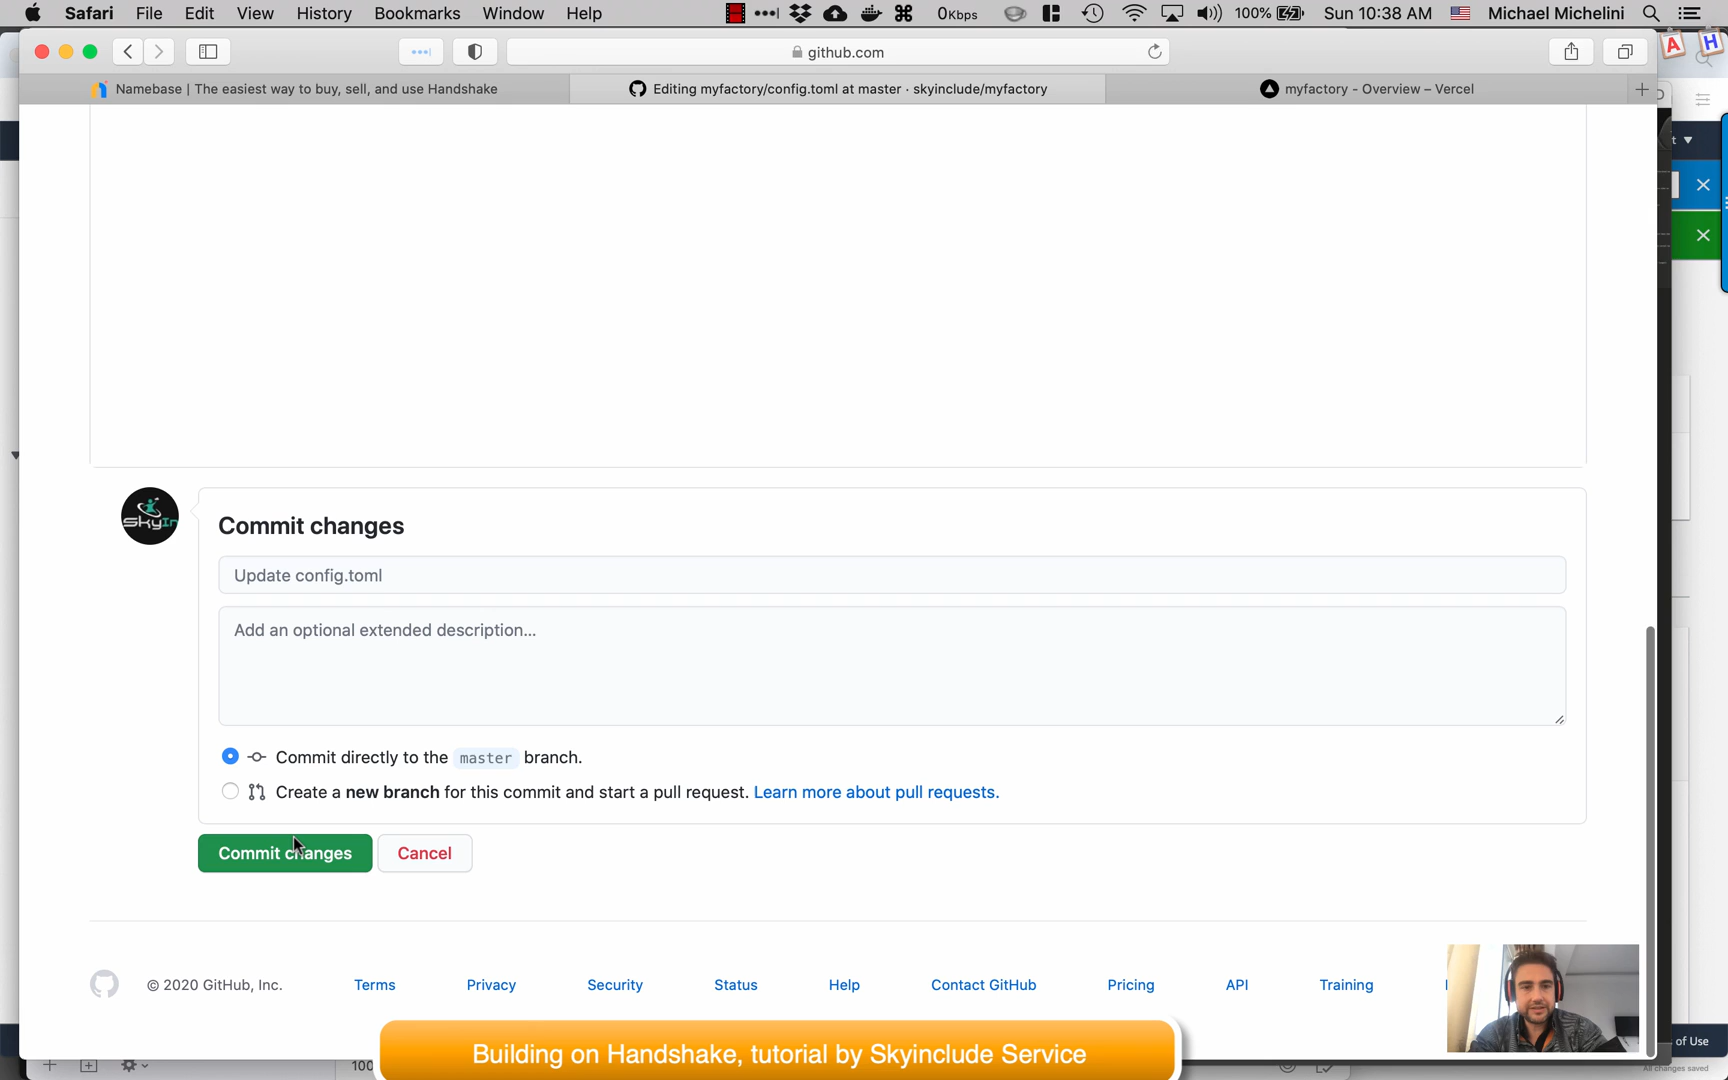 Safari File Edit View History Bookmarks Window Help 0Kbps 100% Sun 10:38 AM Michael Michelini
github.com
A H
Namebase | The easiest way to buy, sell, and use Handshake Editing myfactory/config.toml at master · skyinclude/myfactory myfactory - Overview – Vercel
t
SkyIn
Commit changes
Update config.toml
Add an optional extended description...
Commit directly to the master branch.
Create a new branch for this commit and start a pull request. Learn more about pull requests.
Commit changes Cancel
© 2020 GitHub, Inc. Terms Privacy Security Status Help Contact GitHub Pricing API Training
of Use
Building on Handshake, tutorial by Skyinclude Service
100
All changes saved